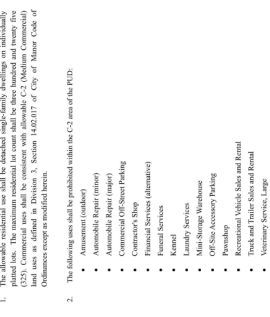 1. The allowable residential use shall be detached single-family dwellings on individually
platted lots. The maximum residential lot count shall be three hundred and twenty five
(325). Commercial uses shall be consistent with allowable C-2 (Medium Commercial)
land uses as defined in Division 3, Section 14.02.017 of City of Manor Code of
Ordinances except as modified herein.
2. The following uses shall be prohibited within the C-2 area of the PUD:
• Amusement (outdoor)
• Automobile Repair (minor)
• Automobile Repair (major)
• Commercial Off-Street Parking
• Contractor's Shop
• Financial Services (alternative)
• Funeral Services
• Kennel
• Laundry Services
• Mini-Storage Warehouse
• Off-Site Accessory Parking
• Pawnshop
• Recreational Vehicle Sales and Rental
• Truck and Trailer Sales and Rental
• Veterinary Service, Large